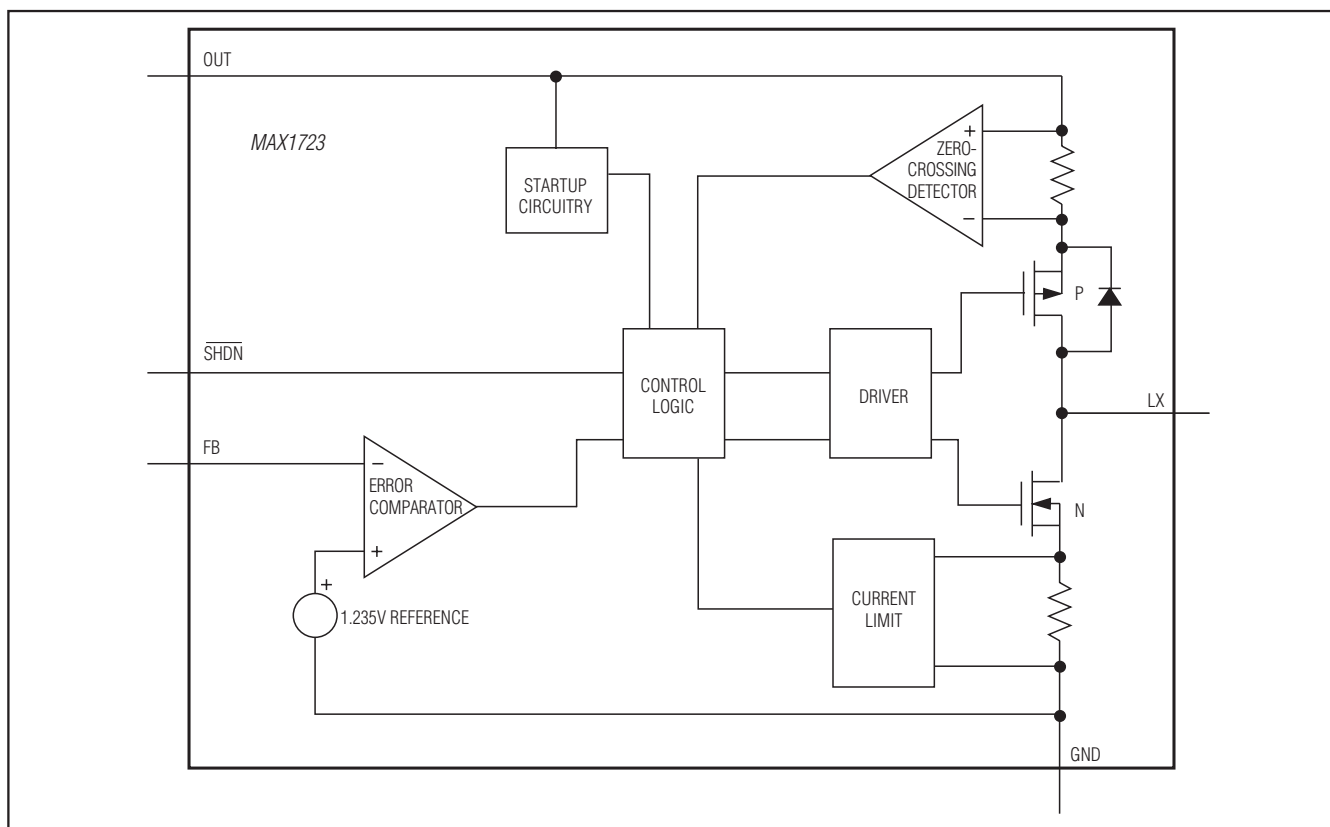 OUT
MAX1723
+
ZERO-
CROSSING
DETECTOR
−
STARTUP
CIRCUITRY
P
SHDN
CONTROL
LOGIC
DRIVER
LX
FB
−
ERROR
COMPARATOR
+
N
+
1.235V REFERENCE
CURRENT
LIMIT
GND